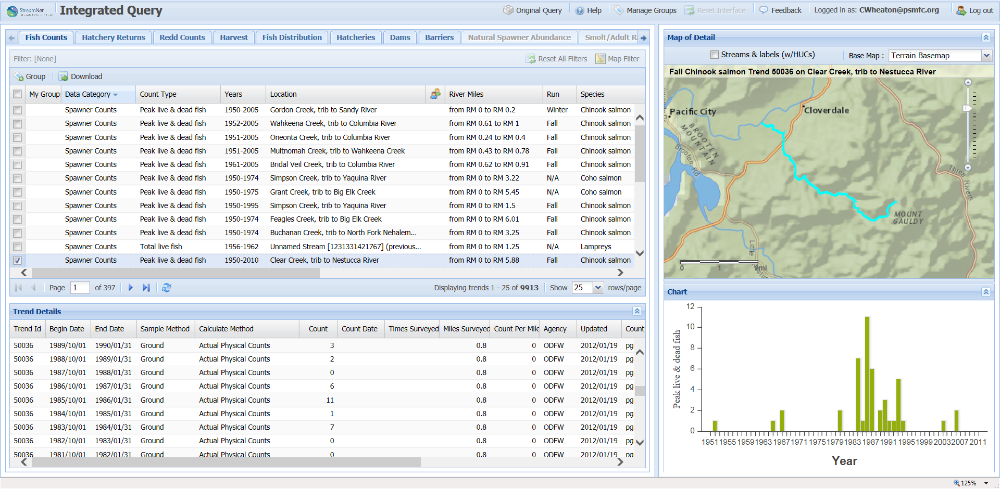 StreamNet Integrated Query Original Query Help Manage Groups Reset Interface Feedback Logged in as: CWheaton@psmfc.org Log out
Fish Counts Hatchery Returns Redd Counts Harvest Fish Distribution Hatcheries Dams Barriers Natural Spawner Abundance Smolt/Adult R
Filter: [None] Reset All Filters Map Filter
Group Download
My Group Data Category Count Type Years Location River Miles Run Species
Spawner Counts Peak live & dead fish 1950-2005 Gordon Creek, trib to Sandy River from RM 0 to RM 0.2 Winter Chinook salmon
Spawner Counts Peak live & dead fish 1952-2005 Wahkeena Creek, trib to Columbia River from RM 0.61 to RM 1 Fall Chinook salmon
Spawner Counts Peak live & dead fish 1951-2005 Oneonta Creek, trib to Columbia River from RM 0.24 to RM 0.4 Fall Chinook salmon
Spawner Counts Peak live & dead fish 1951-2005 Multnomah Creek, trib to Wahkeena Creek from RM 0.43 to RM 0.78 Fall Chinook salmon
Spawner Counts Peak live & dead fish 1961-2005 Bridal Veil Creek, trib to Columbia River from RM 0.62 to RM 0.91 Fall Chinook salmon
Spawner Counts Peak live & dead fish 1950-1974 Simpson Creek, trib to Yaquina River from RM 0 to RM 3.22 N/A Coho salmon
Spawner Counts Peak live & dead fish 1950-1975 Grant Creek, trib to Big Elk Creek from RM 0 to RM 5.45 N/A Coho salmon
Spawner Counts Peak live & dead fish 1950-1995 Simpson Creek, trib to Yaquina River from RM 0 to RM 1.5 Fall Chinook salmon
Spawner Counts Peak live & dead fish 1950-1974 Feagles Creek, trib to Big Elk Creek from RM 0 to RM 6.01 Fall Chinook salmon
Spawner Counts Peak live & dead fish 1950-1974 Buchanan Creek, trib to North Fork Nehalem... from RM 0 to RM 3.25 Fall Chinook salmon
Spawner Counts Total live fish 1956-1962 Unnamed Stream [1231331421767] (previous... from RM 0 to RM 1.25 N/A Lampreys
Spawner Counts Peak live & dead fish 1950-2010 Clear Creek, trib to Nestucca River from RM 0 to RM 5.88 Fall Chinook salmon
Page 1 of 397 Displaying trends 1 - 25 of 9913 Show 25 rows/page
Trend Details
Trend Id Begin Date End Date Sample Method Calculate Method Count Count Date Times Surveyed Miles Surveyed Count Per Mile Agency Updated Count
50036 1989/10/01 1990/01/31 Ground Actual Physical Counts 3 0.8 0 ODFW 2012/01/19 pg
50036 1988/10/01 1989/01/31 Ground Actual Physical Counts 2 0.8 0 ODFW 2012/01/19 pg
50036 1987/10/01 1988/01/31 Ground Actual Physical Counts 0 0.8 0 ODFW 2012/01/19 pg
50036 1986/10/01 1987/01/31 Ground Actual Physical Counts 6 0.8 0 ODFW 2012/01/19 pg
50036 1985/10/01 1986/01/31 Ground Actual Physical Counts 11 0.8 0 ODFW 2012/01/19 pg
50036 1984/10/01 1985/01/31 Ground Actual Physical Counts 1 0.8 0 ODFW 2012/01/19 pg
50036 1983/10/01 1984/01/31 Ground Actual Physical Counts 7 0.8 0 ODFW 2012/01/19 pg
50036 1982/10/01 1983/01/31 Ground Actual Physical Counts 0 0.8 0 ODFW 2012/01/19 pg
50036 1981/10/01 1982/01/31 Ground Actual Physical Counts 0 0.8 0 ODFW 2012/01/19 pg
Map of Detail
Streams & labels (w/HUCs) Base Map : Terrain Basemap
Fall Chinook salmon Trend 50036 on Clear Creek, trib to Nestucca River
Pacific City
Cloverdale
BROOTEN
MOUNTAIN
Brooten Rd
Three Rivers
MOUNT
GAULDY
Little
0 1 2mi
Chart
12
10
8
6
4
2
0
Peak live & dead fish
1951 1955 1959 1963 1967 1971 1975 1979 1983 1987 1991 1995 1999 2003 2007 2011
Year
125%